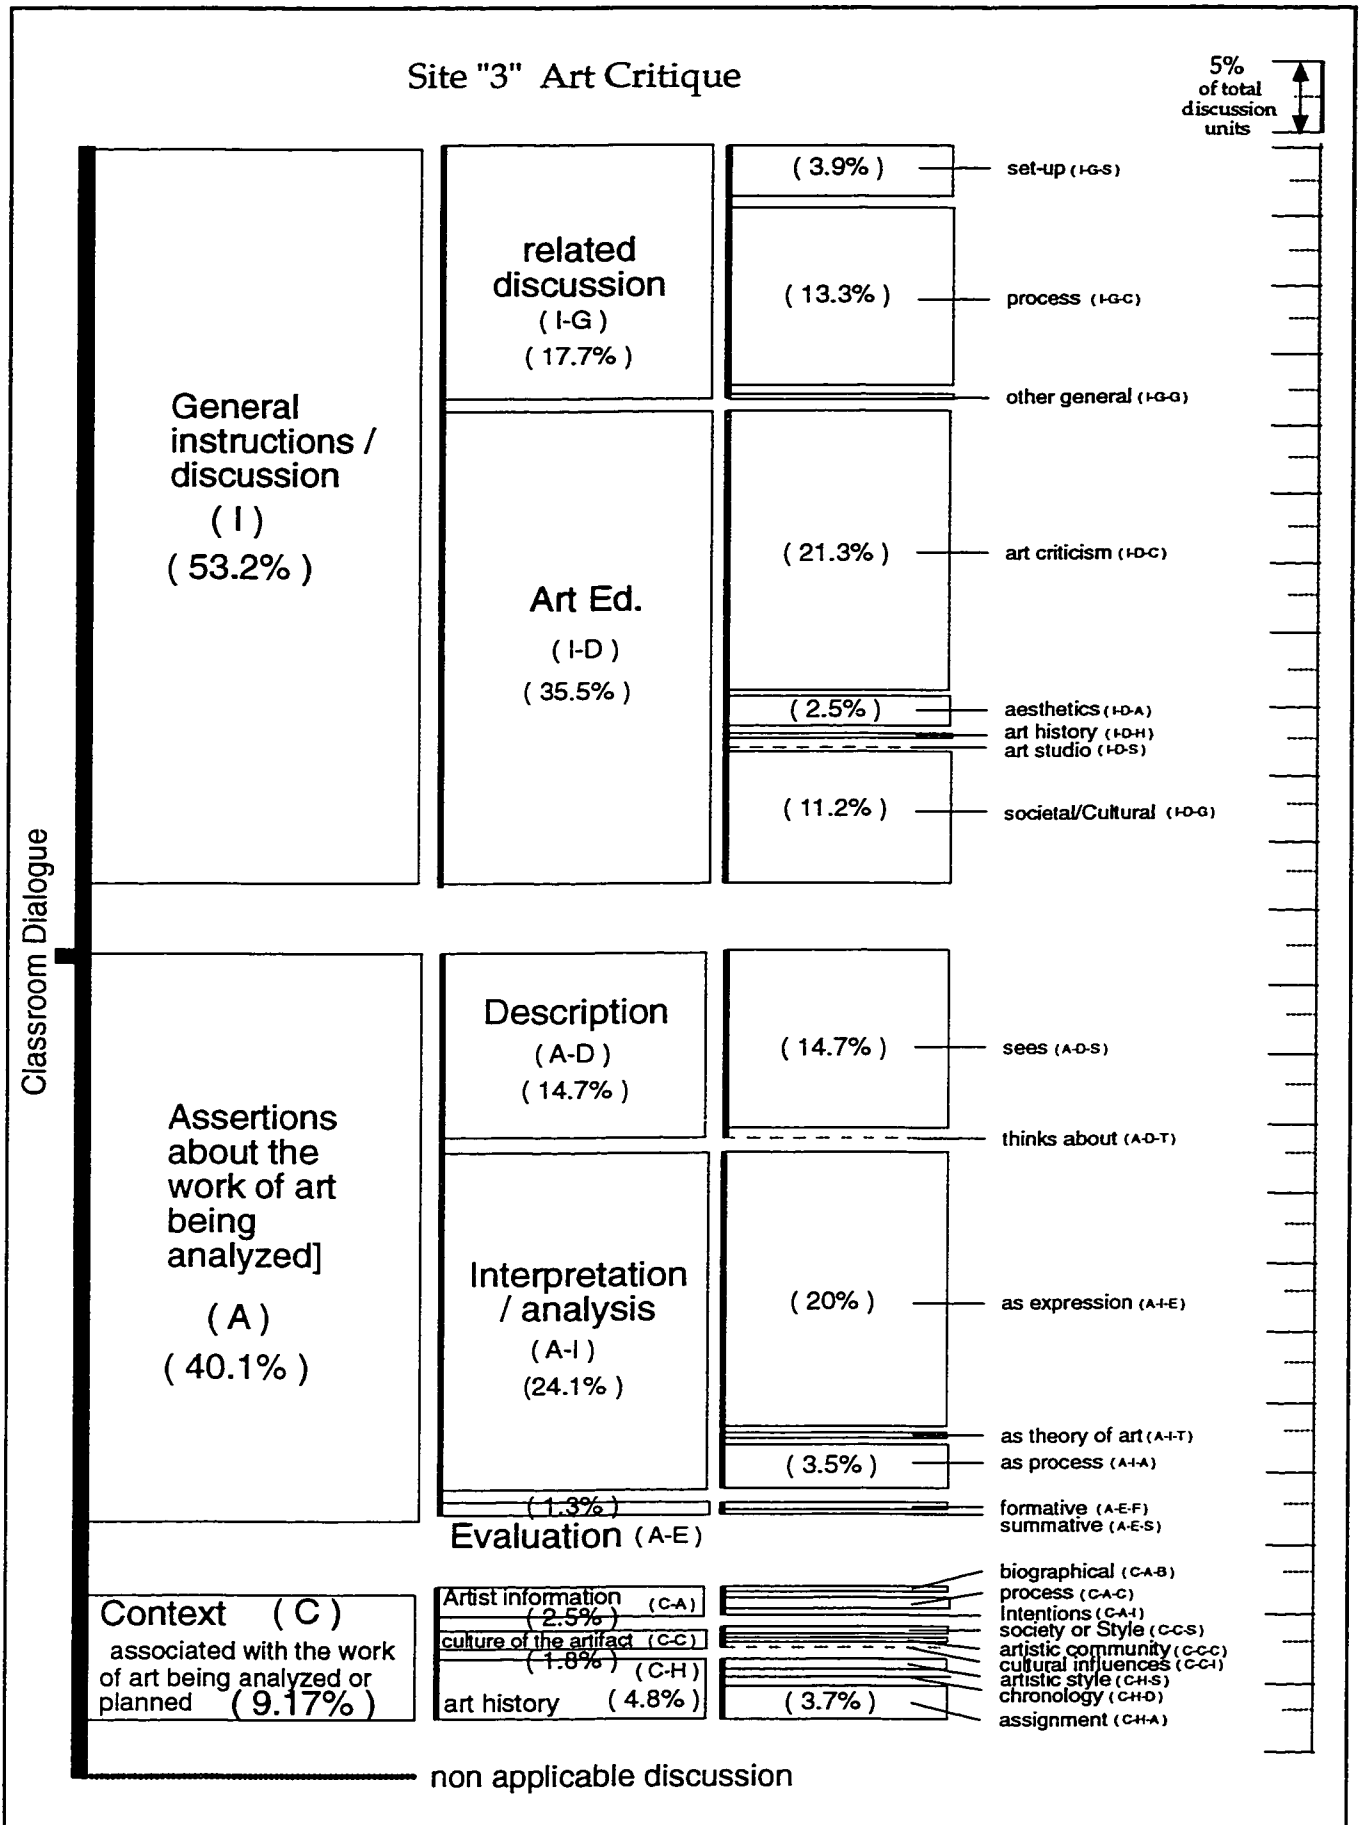 Site "3" Art Critique
5%
of total
discussion
units
Classroom Dialogue
General
instructions /
discussion
( I )
( 53.2% )
related
discussion
( I-G )
( 17.7% )
( 3.9% )
set-up (I-G-S)
( 13.3% )
process (I-G-C)
other general (I-G-G)
Art Ed.
( I-D )
( 35.5% )
( 21.3% )
art criticism (I-D-C)
( 2.5% )
aesthetics (I-D-A)
art history (I-D-H)
art studio (I-D-S)
( 11.2% )
societal/Cultural (I-D-G)
Assertions
about the
work of art
being
analyzed]
( A )
( 40.1% )
Description
( A-D )
( 14.7% )
( 14.7% )
sees (A-D-S)
thinks about (A-D-T)
Interpretation
/ analysis
( A-I )
(24.1% )
( 20% )
as expression (A-I-E)
as theory of art (A-I-T)
( 3.5% )
as process (A-I-A)
( 1.3% )
Evaluation (A-E)
formative (A-E-F)
summative (A-E-S)
Context ( C )
associated with the work
of art being analyzed or
planned ( 9.17% )
Artist information (C-A)
( 2.5% )
biographical (C-A-B)
process (C-A-C)
Intentions (C-A-I)
culture of the artifact (C-C)
( 1.8% )
society or Style (C-C-S)
artistic community (C-C-C)
cultural influences (C-C-I)
(C-H)
art history ( 4.8% )
artistic style (C-H-S)
chronology (C-H-D)
( 3.7% )
assignment (C-H-A)
non applicable discussion